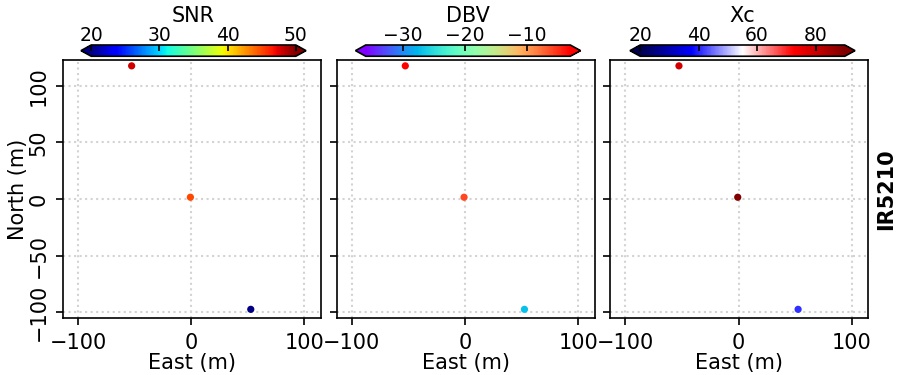 SNR DBV Xc
20 30 40 50 −30 −20 −10 20 40 60 80
100
50
0
−50
−100
North (m)
−100 0 100 −100 0 100 −100 0 100
East (m) East (m) East (m)
IR5210